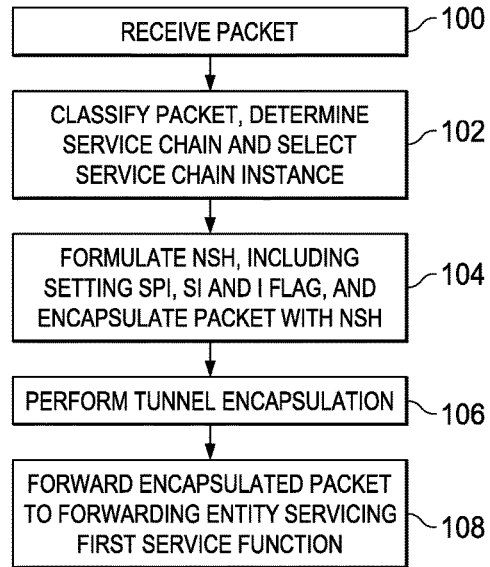 RECEIVE PACKET
100
CLASSIFY PACKET, DETERMINE
SERVICE CHAIN AND SELECT
SERVICE CHAIN INSTANCE
102
FORMULATE NSH, INCLUDING
SETTING SPI, SI AND I FLAG, AND
ENCAPSULATE PACKET WITH NSH
104
PERFORM TUNNEL ENCAPSULATION
106
FORWARD ENCAPSULATED PACKET
TO FORWARDING ENTITY SERVICING
FIRST SERVICE FUNCTION
108